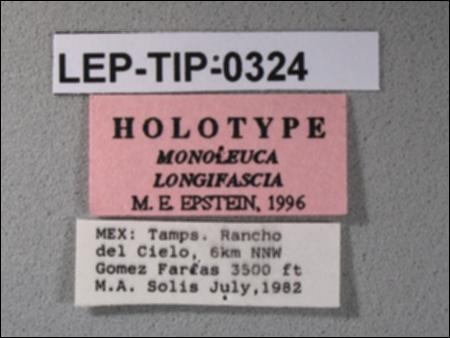 LEP-TIP-0324
HOLOTYPE
MONOLEUCA
LONGIFASCIA
M. E. EPSTEIN, 1996
MEX: Tamps. Rancho
del Cielo, 6km NNW
Gomez Farías 3500 ft
M.A. Solis July,1982